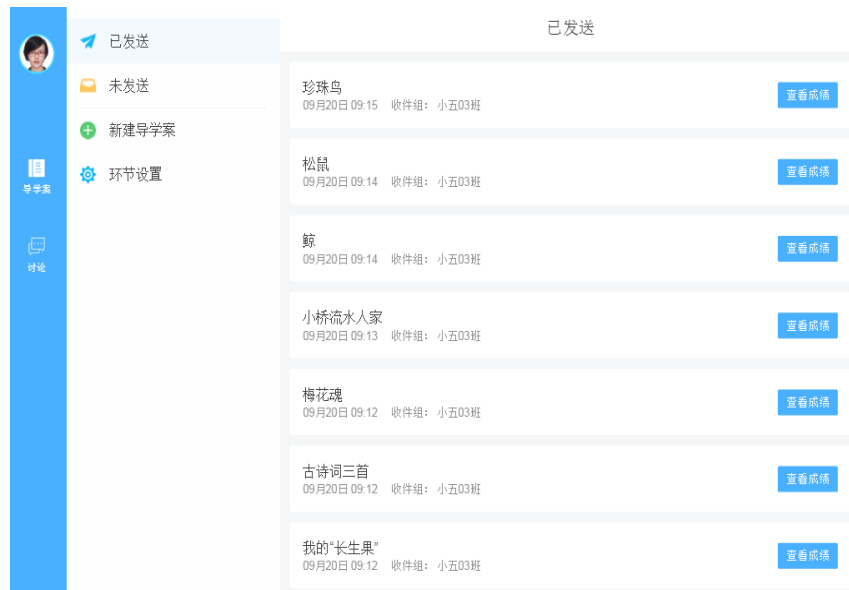 导学案
讨论
已发送
未发送
新建导学案
环节设置
已发送
珍珠鸟
09月20日 09:15 收件组： 小五03班
查看成绩
松鼠
09月20日 09:14 收件组： 小五03班
查看成绩
鲸
09月20日 09:14 收件组： 小五03班
查看成绩
小桥流水人家
09月20日 09:13 收件组： 小五03班
查看成绩
梅花魂
09月20日 09:12 收件组： 小五03班
查看成绩
古诗词三首
09月20日 09:12 收件组： 小五03班
查看成绩
我的“长生果”
09月20日 09:12 收件组： 小五03班
查看成绩